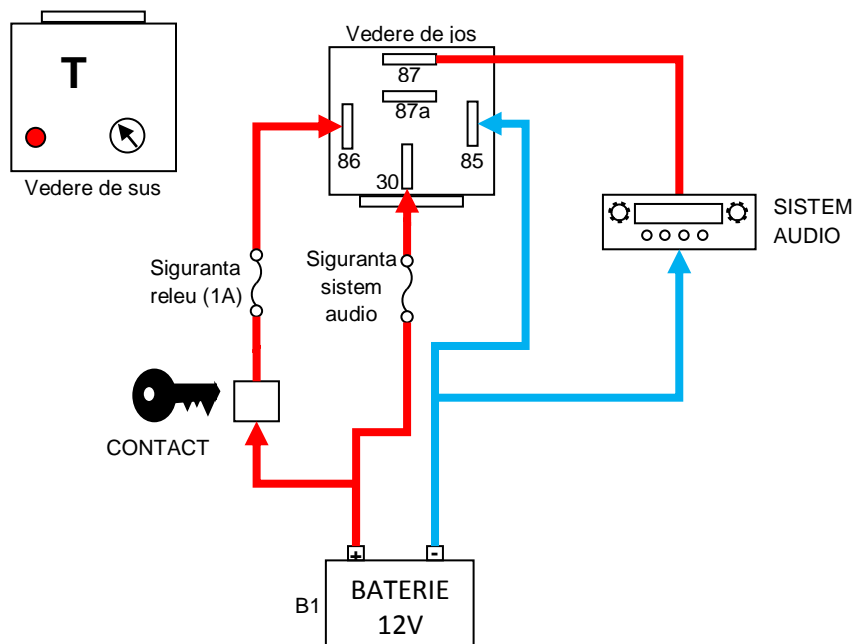 Vedere de jos
T
Vedere de sus
87
87a
86
85
30
SISTEM
AUDIO
Siguranta
releu (1A)
Siguranta
sistem
audio
CONTACT
+
-
B1
BATERIE
12V